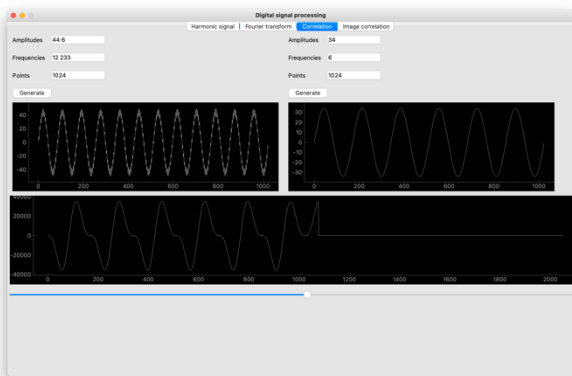 Digital signal processing
Harmonic signal Fourier transform Correlation Image correlation
Amplitudes 44 6 Amplitudes 34
Frequencies 12 233 Frequencies 6
Points 1024 Points 1024
Generate Generate
40
20
0
-20
-40
0 200 400 600 800 1000
30
20
10
0
-10
-20
-30
0 200 400 600 800 1000
40000
20000
0
-20000
-40000
0 200 400 600 800 1000 1200 1400 1600 1800 2000